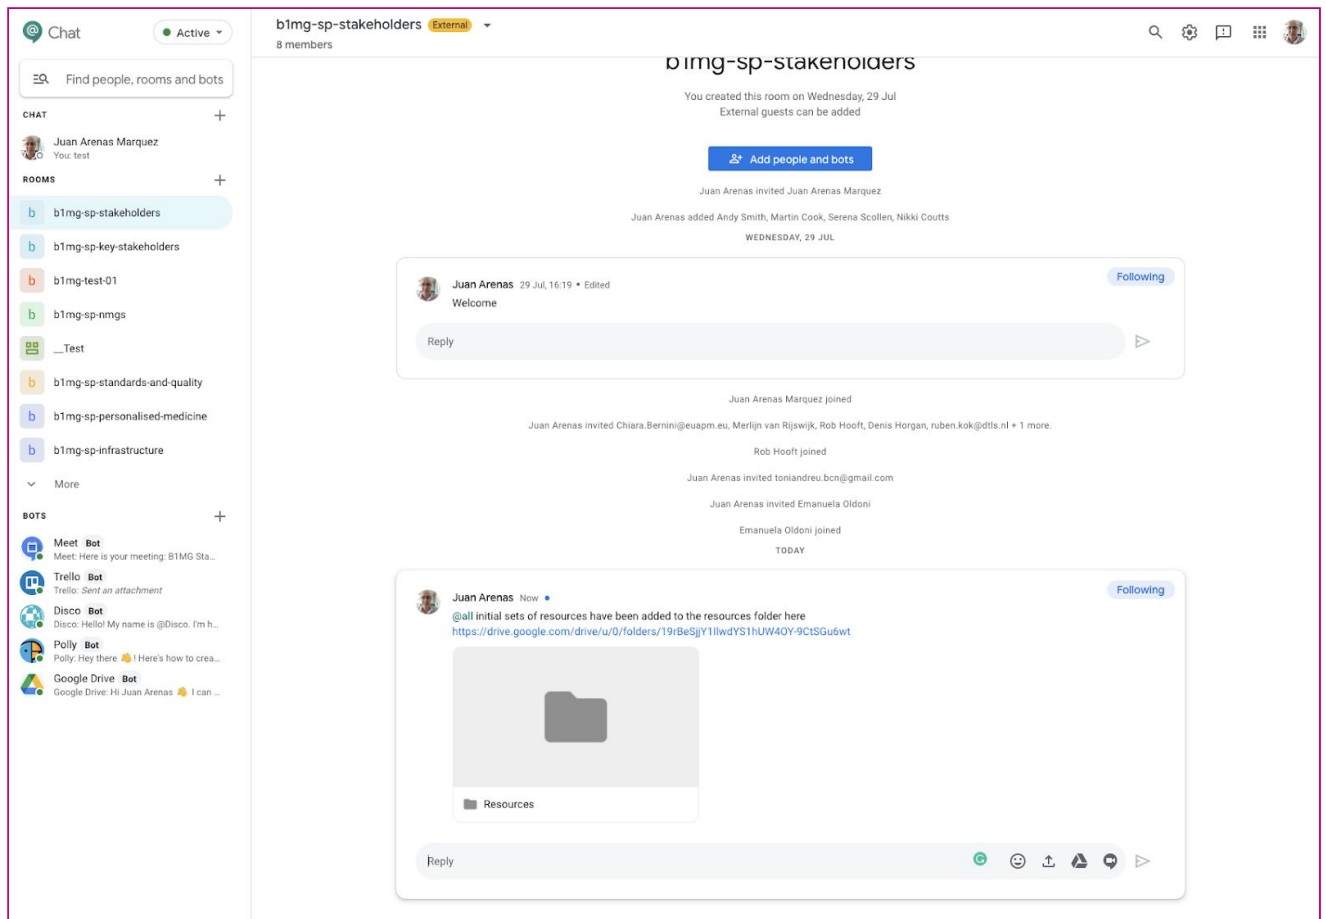 Chat
Active
Find people, rooms and bots
CHAT
Juan Arenas Marquez
You: test
ROOMS
b b1mg-sp-stakeholders
b b1mg-sp-key-stakeholders
b b1mg-test-01
b b1mg-sp-nmgs
__Test
b b1mg-sp-standards-and-quality
b b1mg-sp-personalised-medicine
b b1mg-sp-infrastructure
More
BOTS
Meet Bot
Meet: Here is your meeting: B1MG Sta...
Trello Bot
Trello: Sent an attachment
Disco Bot
Disco: Hello! My name is @Disco. I'm h...
Polly Bot
Polly: Hey there 👋! Here's how to crea...
Google Drive Bot
Google Drive: Hi Juan Arenas 👋 I can ...
b1mg-sp-stakeholders External
8 members
b1mg-sp-stakeholders
You created this room on Wednesday, 29 Jul
External guests can be added
Add people and bots
Juan Arenas invited Juan Arenas Marquez
Juan Arenas added Andy Smith, Martin Cook, Serena Scollen, Nikki Coutts
WEDNESDAY, 29 JUL
Following
Juan Arenas 29 Jul, 16:19 • Edited
Welcome
Reply
Juan Arenas Marquez joined
Juan Arenas invited Chiara.Bernini@euapm.eu, Merlijn van Rijswijk, Rob Hooft, Denis Horgan, ruben.kok@dtls.nl + 1 more.
Rob Hooft joined
Juan Arenas invited toniandreu.bcn@gmail.com
Juan Arenas invited Emanuela Oldoni
Emanuela Oldoni joined
TODAY
Following
Juan Arenas Now
@all initial sets of resources have been added to the resources folder here
https://drive.google.com/drive/u/0/folders/19rBeSjjY1IlwdYS1hUW4OY-9CtSGu6wt
Resources
Reply